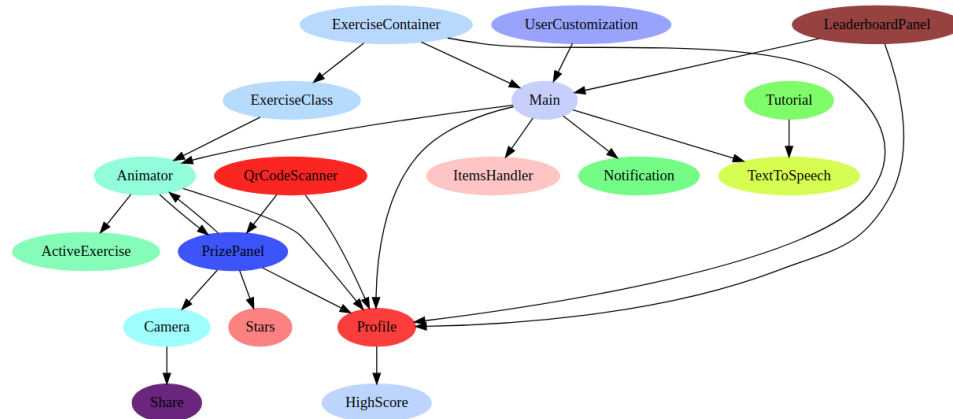 ExerciseContainer
UserCustomization
LeaderboardPanel
ExerciseClass
Main
Tutorial
Animator
QrCodeScanner
ItemsHandler
Notification
TextToSpeech
ActiveExercise
PrizePanel
Camera
Stars
Profile
Share
HighScore